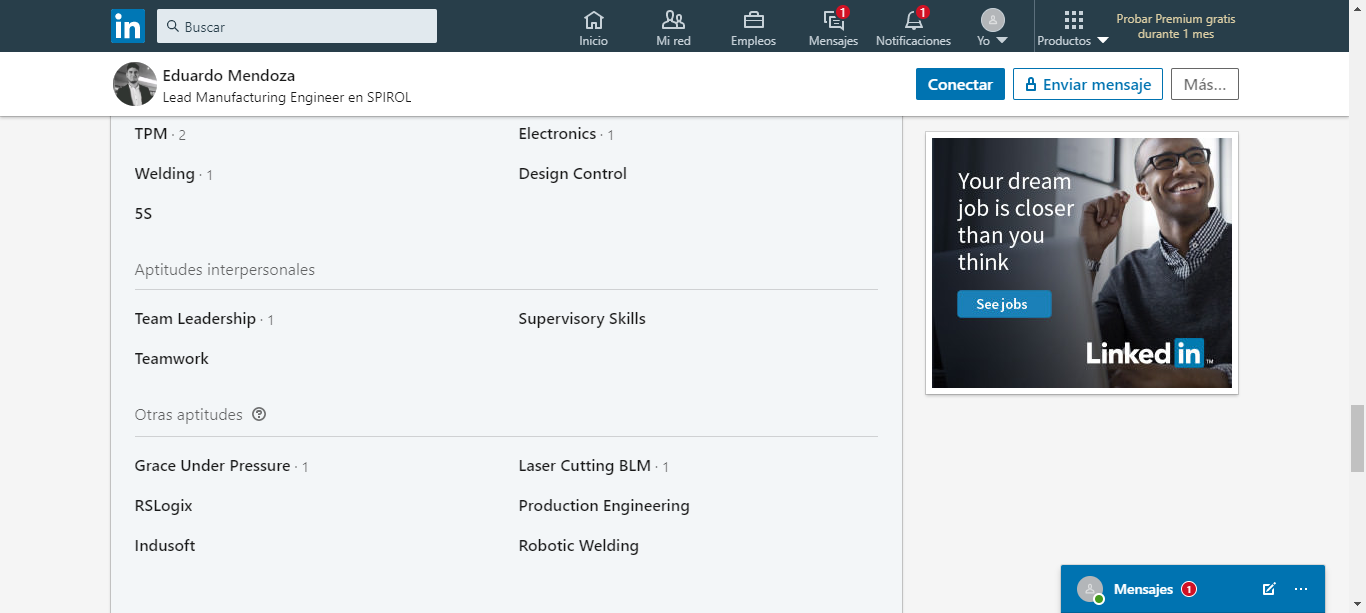 in
Buscar
Inicio
Mi red
Empleos
1
Mensajes
1
Notificaciones
Yo
Productos
Probar Premium gratis
durante 1 mes
Eduardo Mendoza
Lead Manufacturing Engineer en SPIROL
Conectar
Enviar mensaje
Más...
TPM · 2
Electronics · 1
Welding · 1
Design Control
5S
Aptitudes interpersonales
Team Leadership · 1
Supervisory Skills
Teamwork
Otras aptitudes ?
Grace Under Pressure · 1
Laser Cutting BLM · 1
RSLogix
Production Engineering
Indusoft
Robotic Welding
Your dream
job is closer
than you
think
See jobs
Linked in ™
Mensajes 1 ...